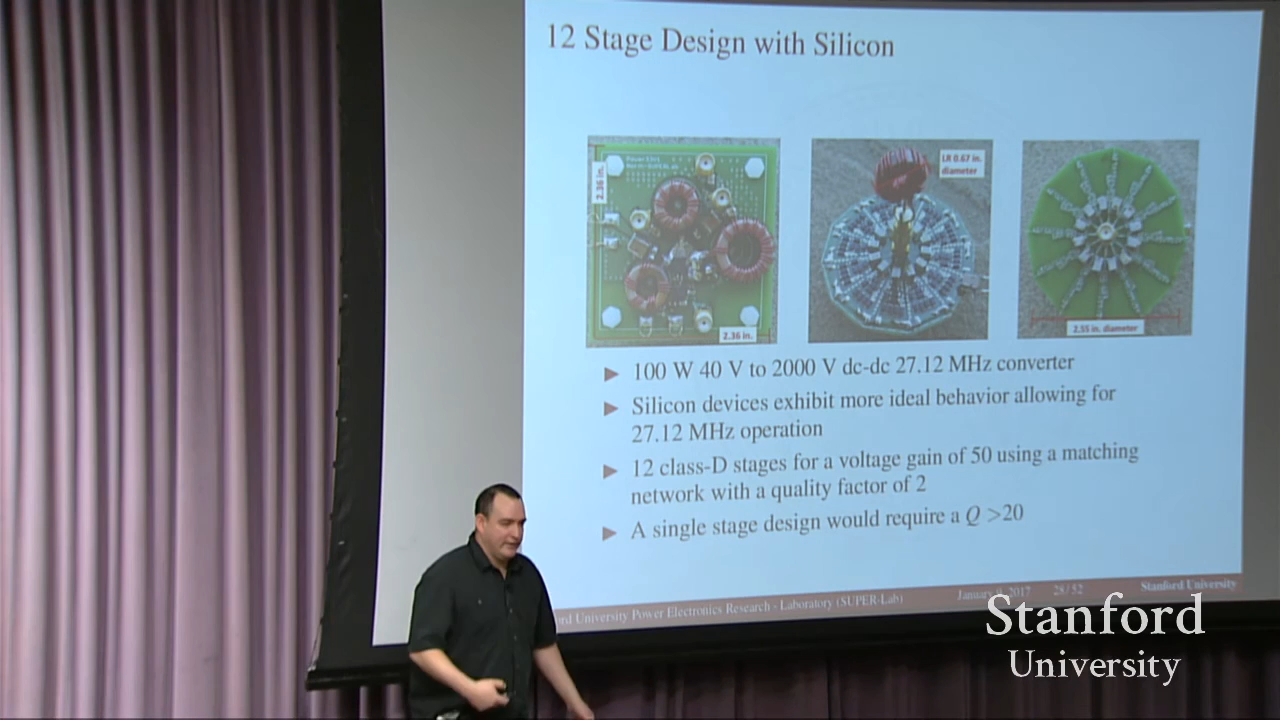 12 Stage Design with Silicon
2.36 in.
LR 0.67 in.
diameter
2.36 in.
2.55 in. diameter
100 W 40 V to 2000 V dc-dc 27.12 MHz converter
Silicon devices exhibit more ideal behavior allowing for
27.12 MHz operation
12 class-D stages for a voltage gain of 50 using a matching
network with a quality factor of 2
A single stage design would require a Q >20
University Power Electronics Research - Laboratory (SUPER-Lab)
2017
28 / 52
Stanford University
Stanford
University